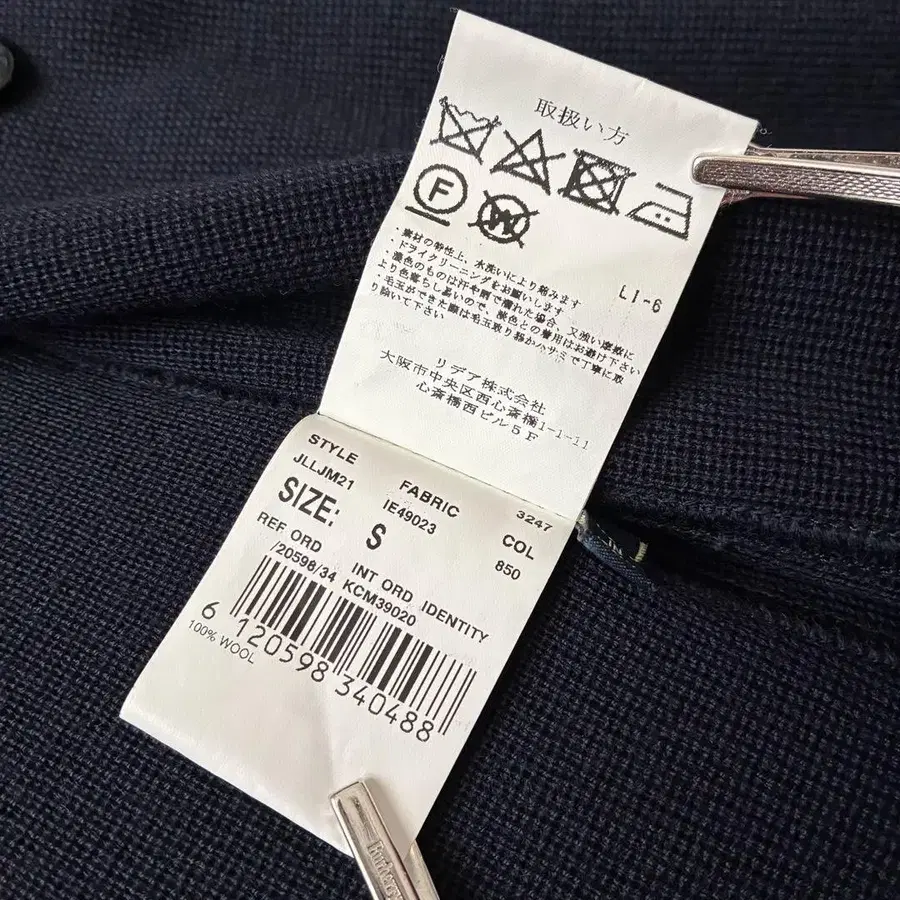 取扱い方
F
W
・素材の特性上、水洗いにより縮みます
ドライクリーニングをお願いします
・濃色のものは汗や雨で濡れた場合、又強い摩擦に
より色落ちし易いので、淡色との着用はお避け下さい
・毛玉ができた際は毛玉取り器かハサミで丁寧に取
り除いて下さい
L1-6
リデア株式会社
大阪市中央区西心斎橋1-1-11
心斎橋西ビル5F
STYLE
JLLJM21
FABRIC
IE49023
3247
COL
850
SIZE: S
REF ORD
/20598/34
INT ORD IDENTITY
KCM39020
6 120598 340488
100% WOOL
IN